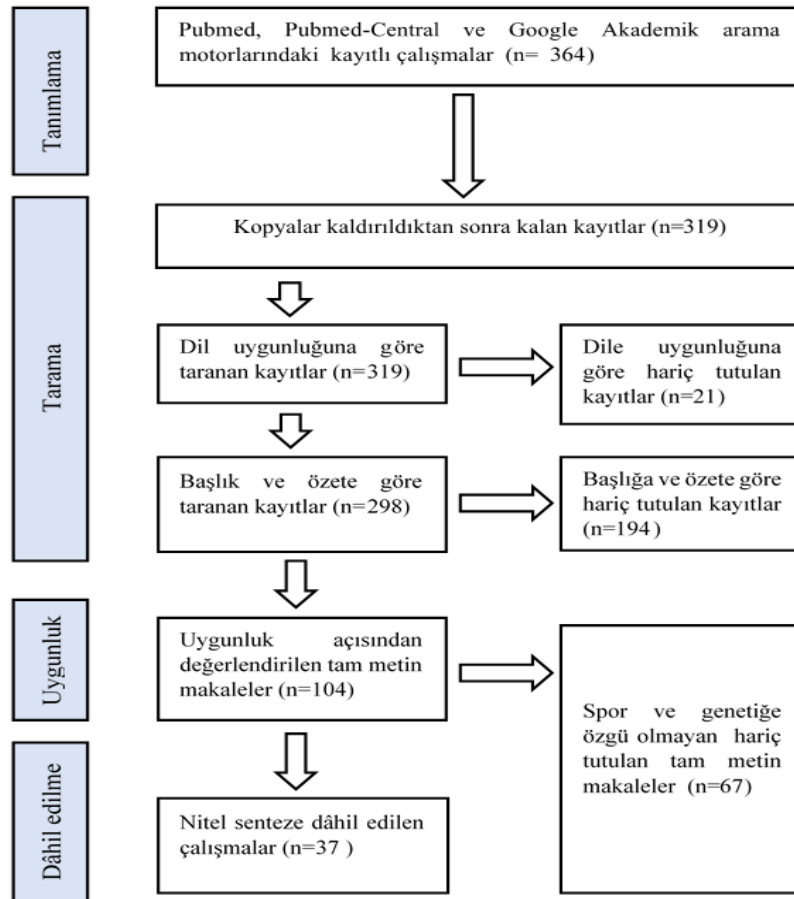 Tanımlama
Pubmed, Pubmed-Central ve Google Akademik arama
motorlarındaki kayıtlı çalışmalar (n= 364)
Tarama
Kopyalar kaldırıldıktan sonra kalan kayıtlar (n=319)
Dil uygunluğuna göre
taranan kayıtlar (n=319)
Dile uygunluğuna
göre hariç tutulan
kayıtlar (n=21)
Başlık ve özete göre
taranan kayıtlar (n=298)
Başlığa ve özete göre
hariç tutulan kayıtlar
(n=194)
Uygunluk
Uygunluk açısından
değerlendirilen tam metin
makaleler (n=104)
Spor ve genetiğe
özgü olmayan hariç
tutulan tam metin
makaleler (n=67)
Dâhil edilme
Nitel senteze dâhil edilen
çalışmalar (n=37 )